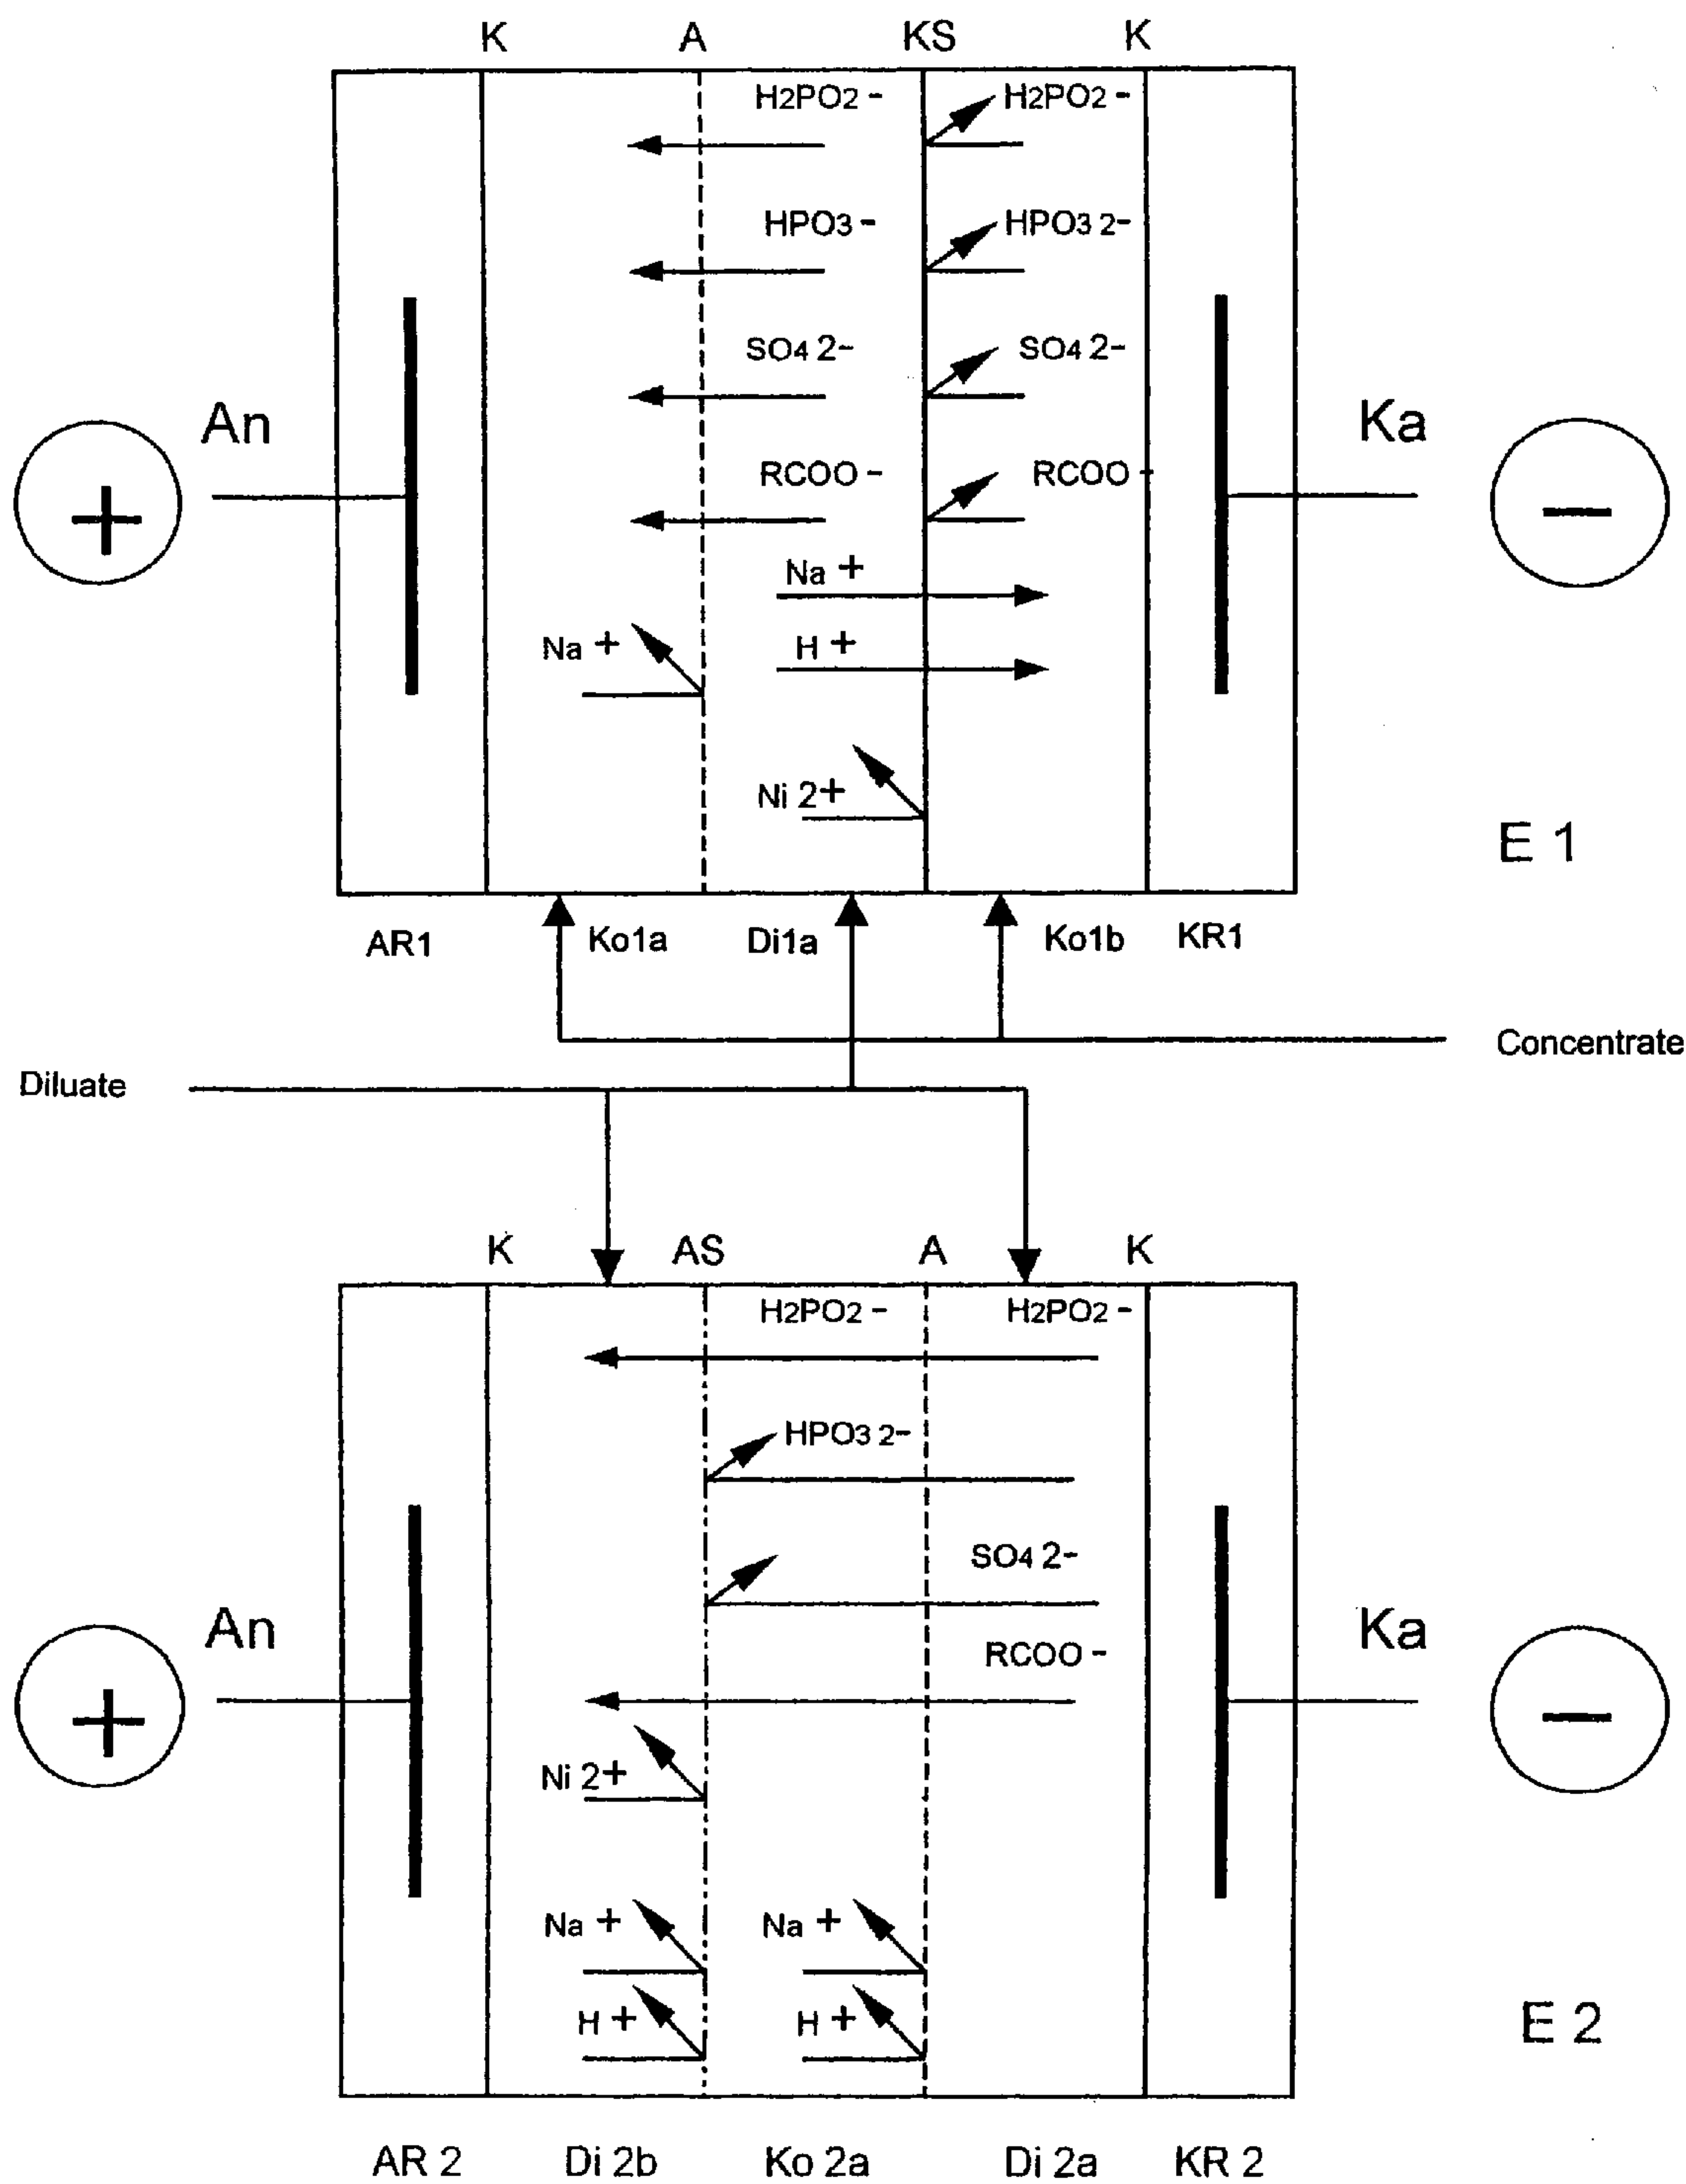 K A KS K
H2PO2 - H2PO2 -
HPO3 - HPO3 2-
SO4 2- SO4 2-
An Ka
RCOO - RCOO -
+ −
Na +
Na + H +
Ni 2+
E 1
AR1 Ko1a Di1a Ko1b KR1
Concentrate
Diluate
K AS A K
H2PO2 - H2PO2 -
HPO3 2-
SO4 2-
An Ka
RCOO -
+ −
Ni 2+
Na + Na +
H + H +
E 2
AR 2 Di 2b Ko 2a Di 2a KR 2